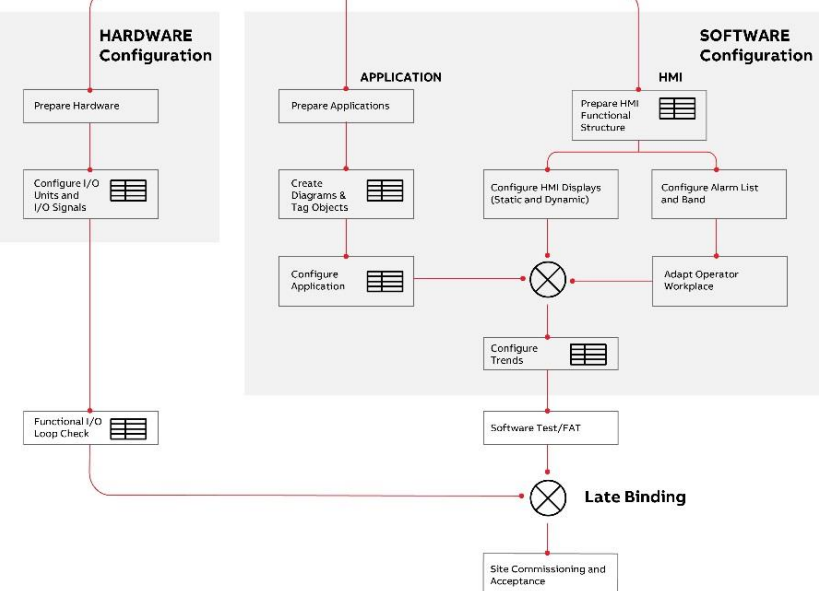 HARDWARE
Configuration
SOFTWARE
Configuration
APPLICATION
HMI
Prepare Hardware
Prepare Applications
Prepare HMI
Functional
Structure
Configure I/O
Units and
I/O Signals
Create
Diagrams &
Tag Objects
Configure HMI Displays
(Static and Dynamic)
Configure Alarm List
and Band
Configure
Application
Adapt Operator
Workplace
Configure
Trends
Functional I/O
Loop Check
Software Test/FAT
Late Binding
Site Commissioning and
Acceptance